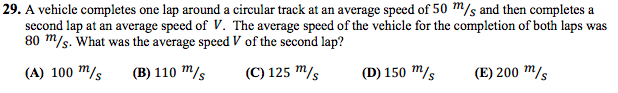 29. A vehicle completes one lap around a circular track at an average speed of 50 m/s and then completes a
second lap at an average speed of V. The average speed of the vehicle for the completion of both laps was
80 m/s. What was the average speed V of the second lap?
(A) 100 m/s (B) 110 m/s (C) 125 m/s (D) 150 m/s (E) 200 m/s